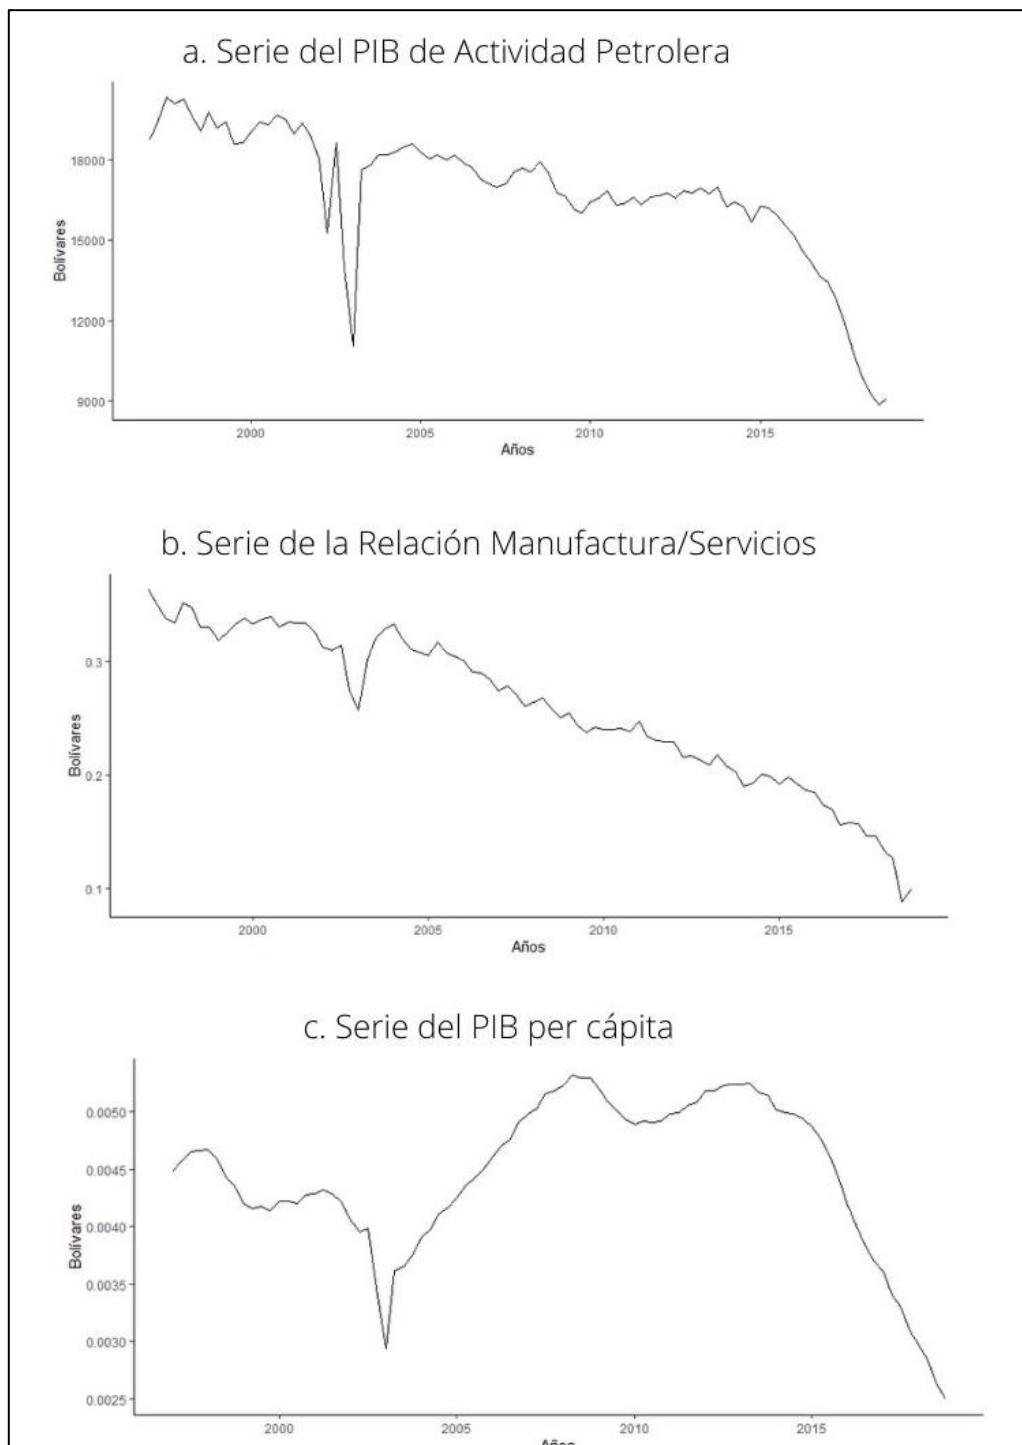 a. Serie del PIB de Actividad Petrolera
18000
15000
12000
9000
Bolívares
2000 2005 2010 2015
Años
b. Serie de la Relación Manufactura/Servicios
0.3
0.2
0.1
Bolívares
2000 2005 2010 2015
Años
c. Serie del PIB per cápita
0.0050
0.0045
0.0040
0.0035
0.0030
0.0025
Bolívares
2000 2005 2010 2015
Años